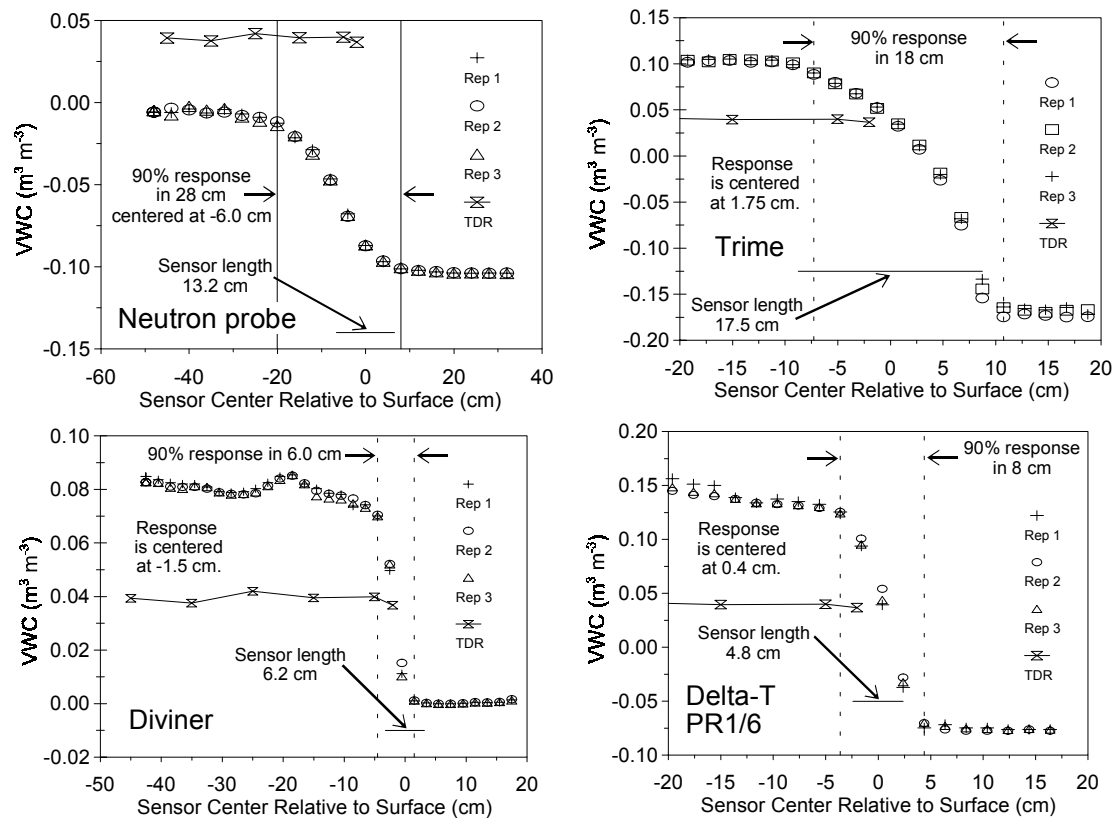 0.05
0.00
-0.05
-0.10
-0.15
VWC (m³ m⁻³)
Rep 1
Rep 2
Rep 3
TDR
90% response
in 28 cm
centered at -6.0 cm
Sensor length
13.2 cm
Neutron probe
-60 -40 -20 0 20 40
Sensor Center Relative to Surface (cm)
0.15
0.10
0.05
0.00
-0.05
-0.10
-0.15
-0.20
VWC (m³ m⁻³)
90% response
in 18 cm
Rep 1
Rep 2
Rep 3
TDR
Response
is centered
at 1.75 cm.
Trime
Sensor length
17.5 cm
-20 -15 -10 -5 0 5 10 15 20
Sensor Center Relative to Surface (cm)
0.10
0.08
0.06
0.04
0.02
0.00
-0.02
VWC (m³ m⁻³)
90% response in 6.0 cm
Rep 1
Rep 2
Rep 3
TDR
Response
is centered
at -1.5 cm.
Sensor length
6.2 cm
Diviner
-50 -40 -30 -20 -10 0 10 20
Sensor Center Relative to Surface (cm)
0.20
0.15
0.10
0.05
0.00
-0.05
-0.10
VWC (m³ m⁻³)
90% response
in 8 cm
Rep 1
Rep 2
Rep 3
TDR
Response
is centered
at 0.4 cm.
Sensor length
4.8 cm
Delta-T
PR1/6
-20 -15 -10 -5 0 5 10 15 20
Sensor Center Relative to Surface (cm)